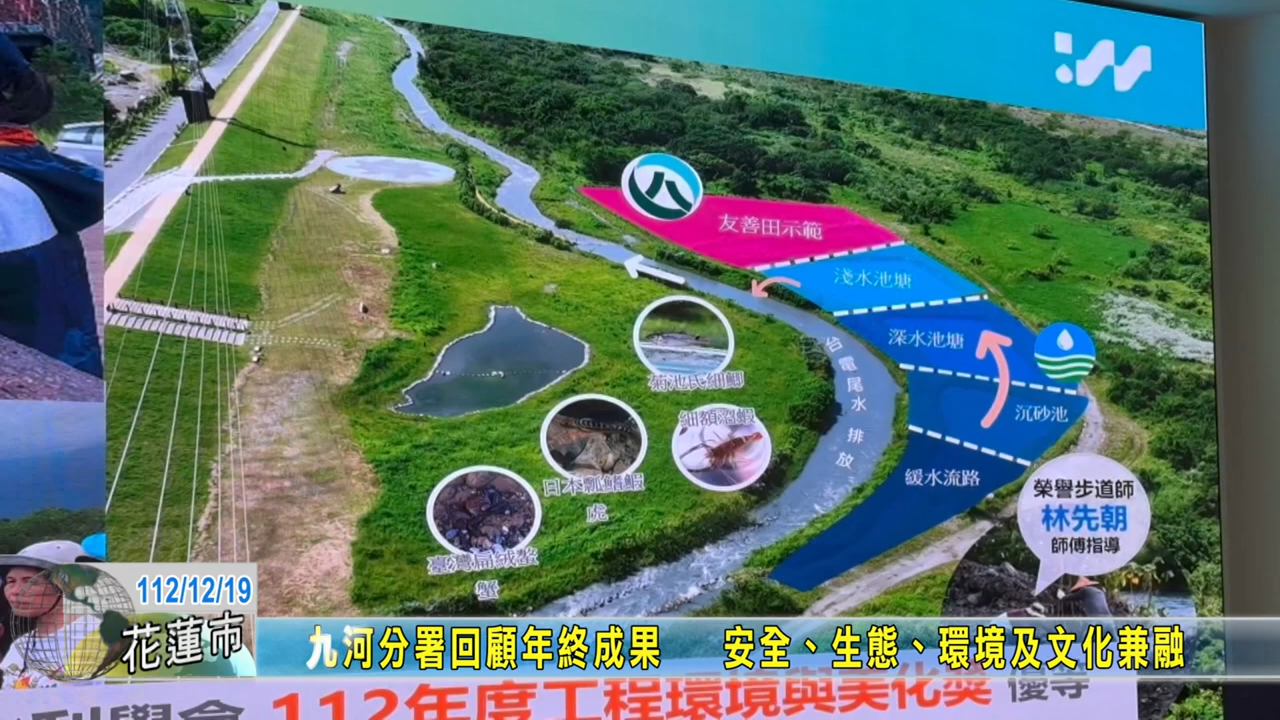 友善田示範
淺水池塘
深水池塘
沉砂池
緩水流路
台電尾水 排放
菊池氏細鯽
細額沼蝦
日本瓢鰭鰕
虎
臺灣扁絨螯
蟹
榮譽步道師
林先朝
師傅指導
112/12/19
花蓮市
九河分署回顧年終成果 安全、生態、環境及文化兼融
112年度工程環境與美化獎 優等